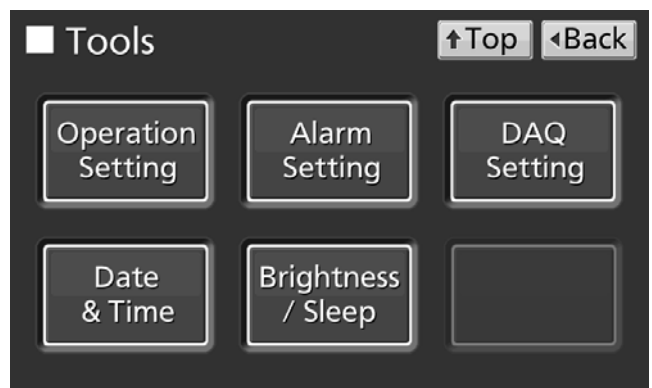 Tools
Top
Back
Operation
Setting
Alarm
Setting
DAQ
Setting
Date
& Time
Brightness
/ Sleep